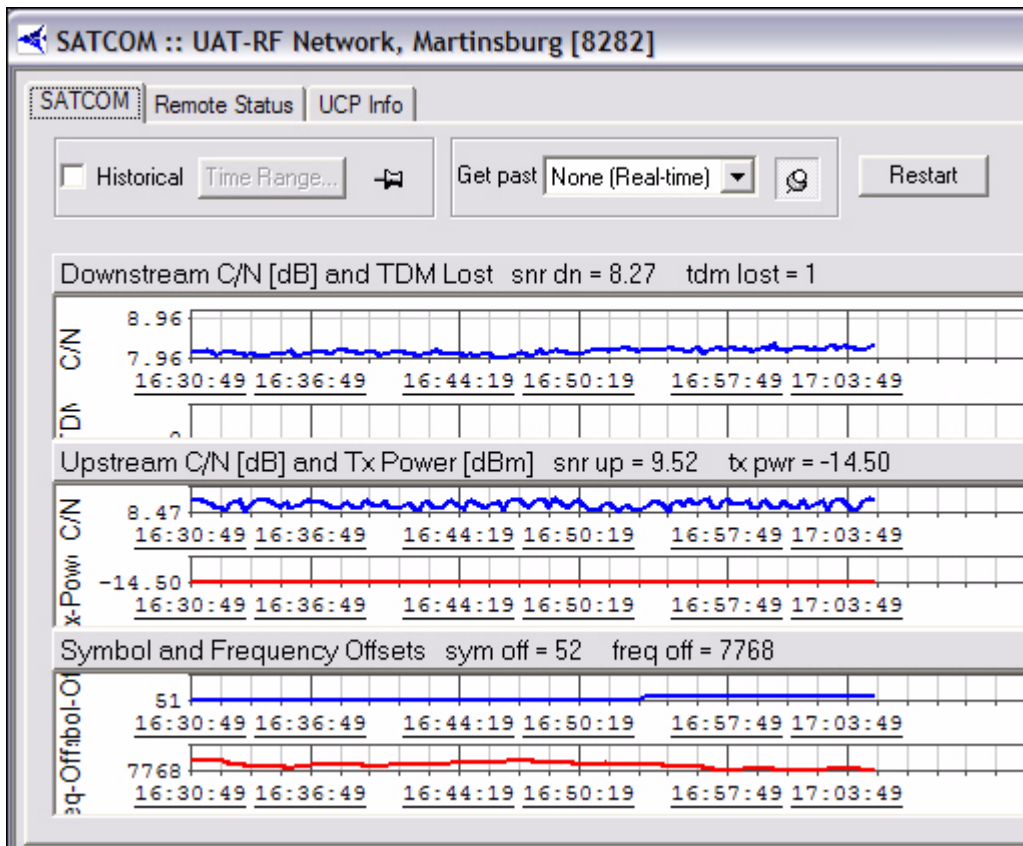 SATCOM :: UAT-RF Network, Martinsburg [8282]
SATCOM Remote Status UCP Info
Historical Time Range... Get past None (Real-time) Restart
Downstream C/N [dB] and TDM Lost snr dn = 8.27 tdm lost = 1
C/N
8.96
7.96
16:30:49 16:36:49 16:44:19 16:50:19 16:57:49 17:03:49
Upstream C/N [dB] and Tx Power [dBm] snr up = 9.52 tx pwr = -14.50
C/N
8.47
16:30:49 16:36:49 16:44:19 16:50:19 16:57:49 17:03:49
x-Pow
-14.50
16:30:49 16:36:49 16:44:19 16:50:19 16:57:49 17:03:49
Symbol and Frequency Offsets sym off = 52 freq off = 7768
bol-Of
51
16:30:49 16:36:49 16:44:19 16:50:19 16:57:49 17:03:49
eq-Offs
7768
16:30:49 16:36:49 16:44:19 16:50:19 16:57:49 17:03:49